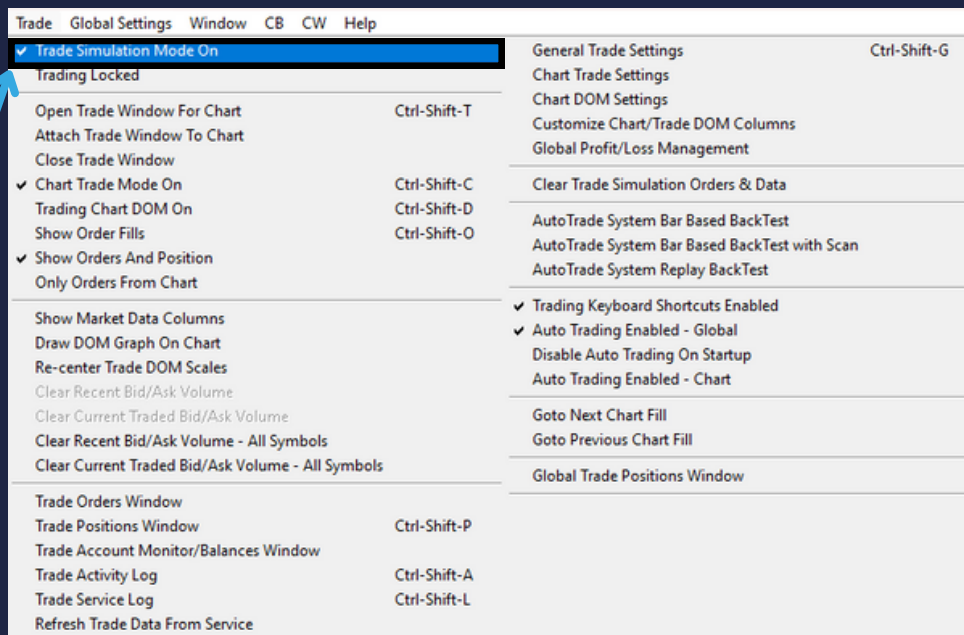 Trade Global Settings Window CB CW Help
✓ Trade Simulation Mode On
Trading Locked
Open Trade Window For Chart Ctrl-Shift-T
Attach Trade Window To Chart
Close Trade Window
✓ Chart Trade Mode On Ctrl-Shift-C
Trading Chart DOM On Ctrl-Shift-D
Show Order Fills Ctrl-Shift-O
✓ Show Orders And Position
Only Orders From Chart
Show Market Data Columns
Draw DOM Graph On Chart
Re-center Trade DOM Scales
Clear Recent Bid/Ask Volume
Clear Current Traded Bid/Ask Volume
Clear Recent Bid/Ask Volume - All Symbols
Clear Current Traded Bid/Ask Volume - All Symbols
Trade Orders Window
Trade Positions Window Ctrl-Shift-P
Trade Account Monitor/Balances Window
Trade Activity Log Ctrl-Shift-A
Trade Service Log Ctrl-Shift-L
Refresh Trade Data From Service
General Trade Settings Ctrl-Shift-G
Chart Trade Settings
Chart DOM Settings
Customize Chart/Trade DOM Columns
Global Profit/Loss Management
Clear Trade Simulation Orders & Data
AutoTrade System Bar Based BackTest
AutoTrade System Bar Based BackTest with Scan
AutoTrade System Replay BackTest
✓ Trading Keyboard Shortcuts Enabled
✓ Auto Trading Enabled - Global
Disable Auto Trading On Startup
Auto Trading Enabled - Chart
Goto Next Chart Fill
Goto Previous Chart Fill
Global Trade Positions Window